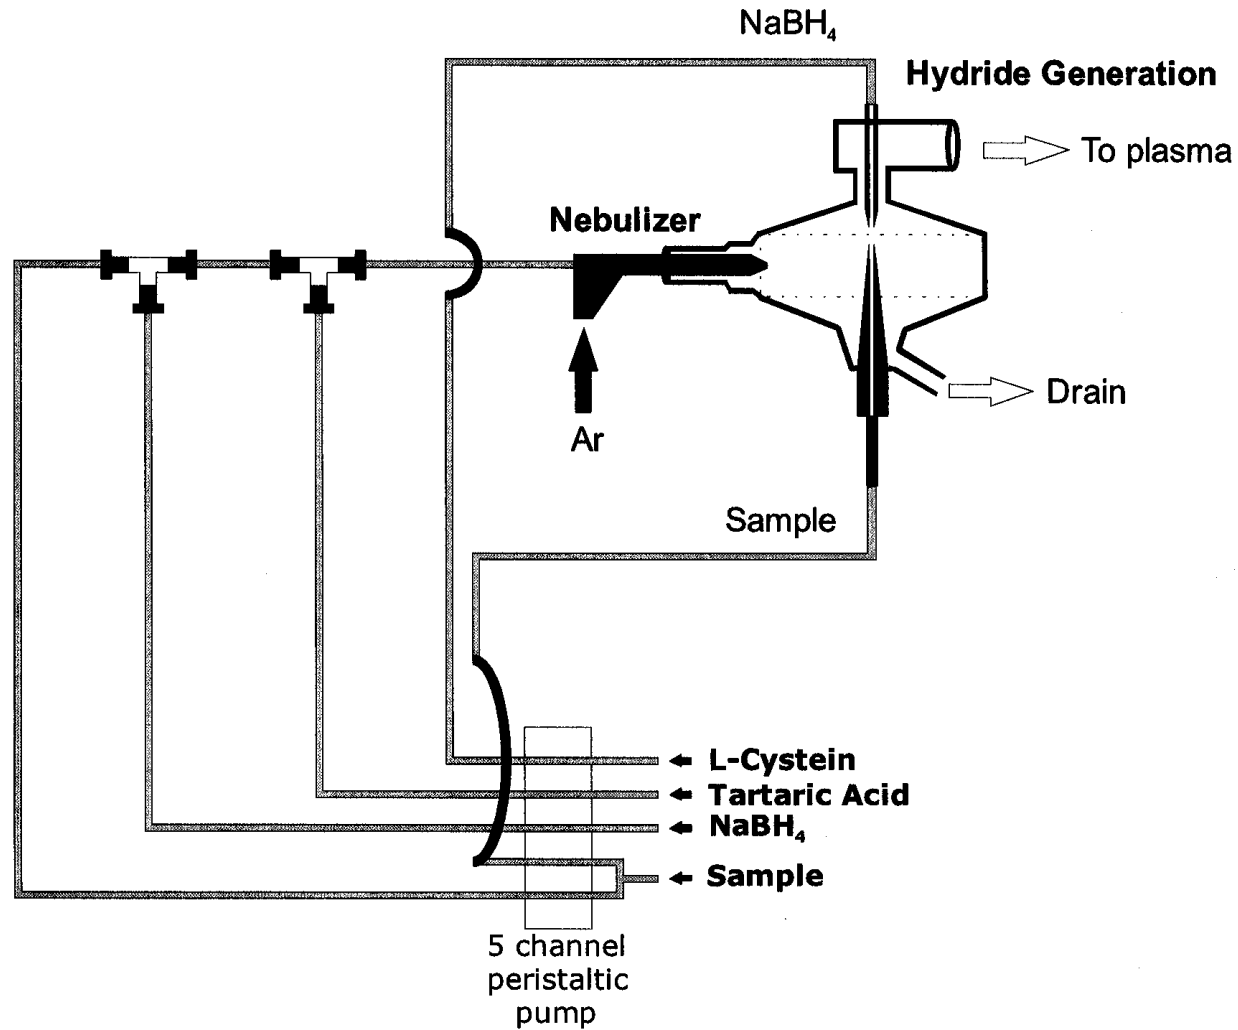 NaBH4
Hydride Generation
To plasma
Nebulizer
Ar
Drain
Sample
L-Cystein
Tartaric Acid
NaBH4
Sample
5 channel
peristaltic
pump